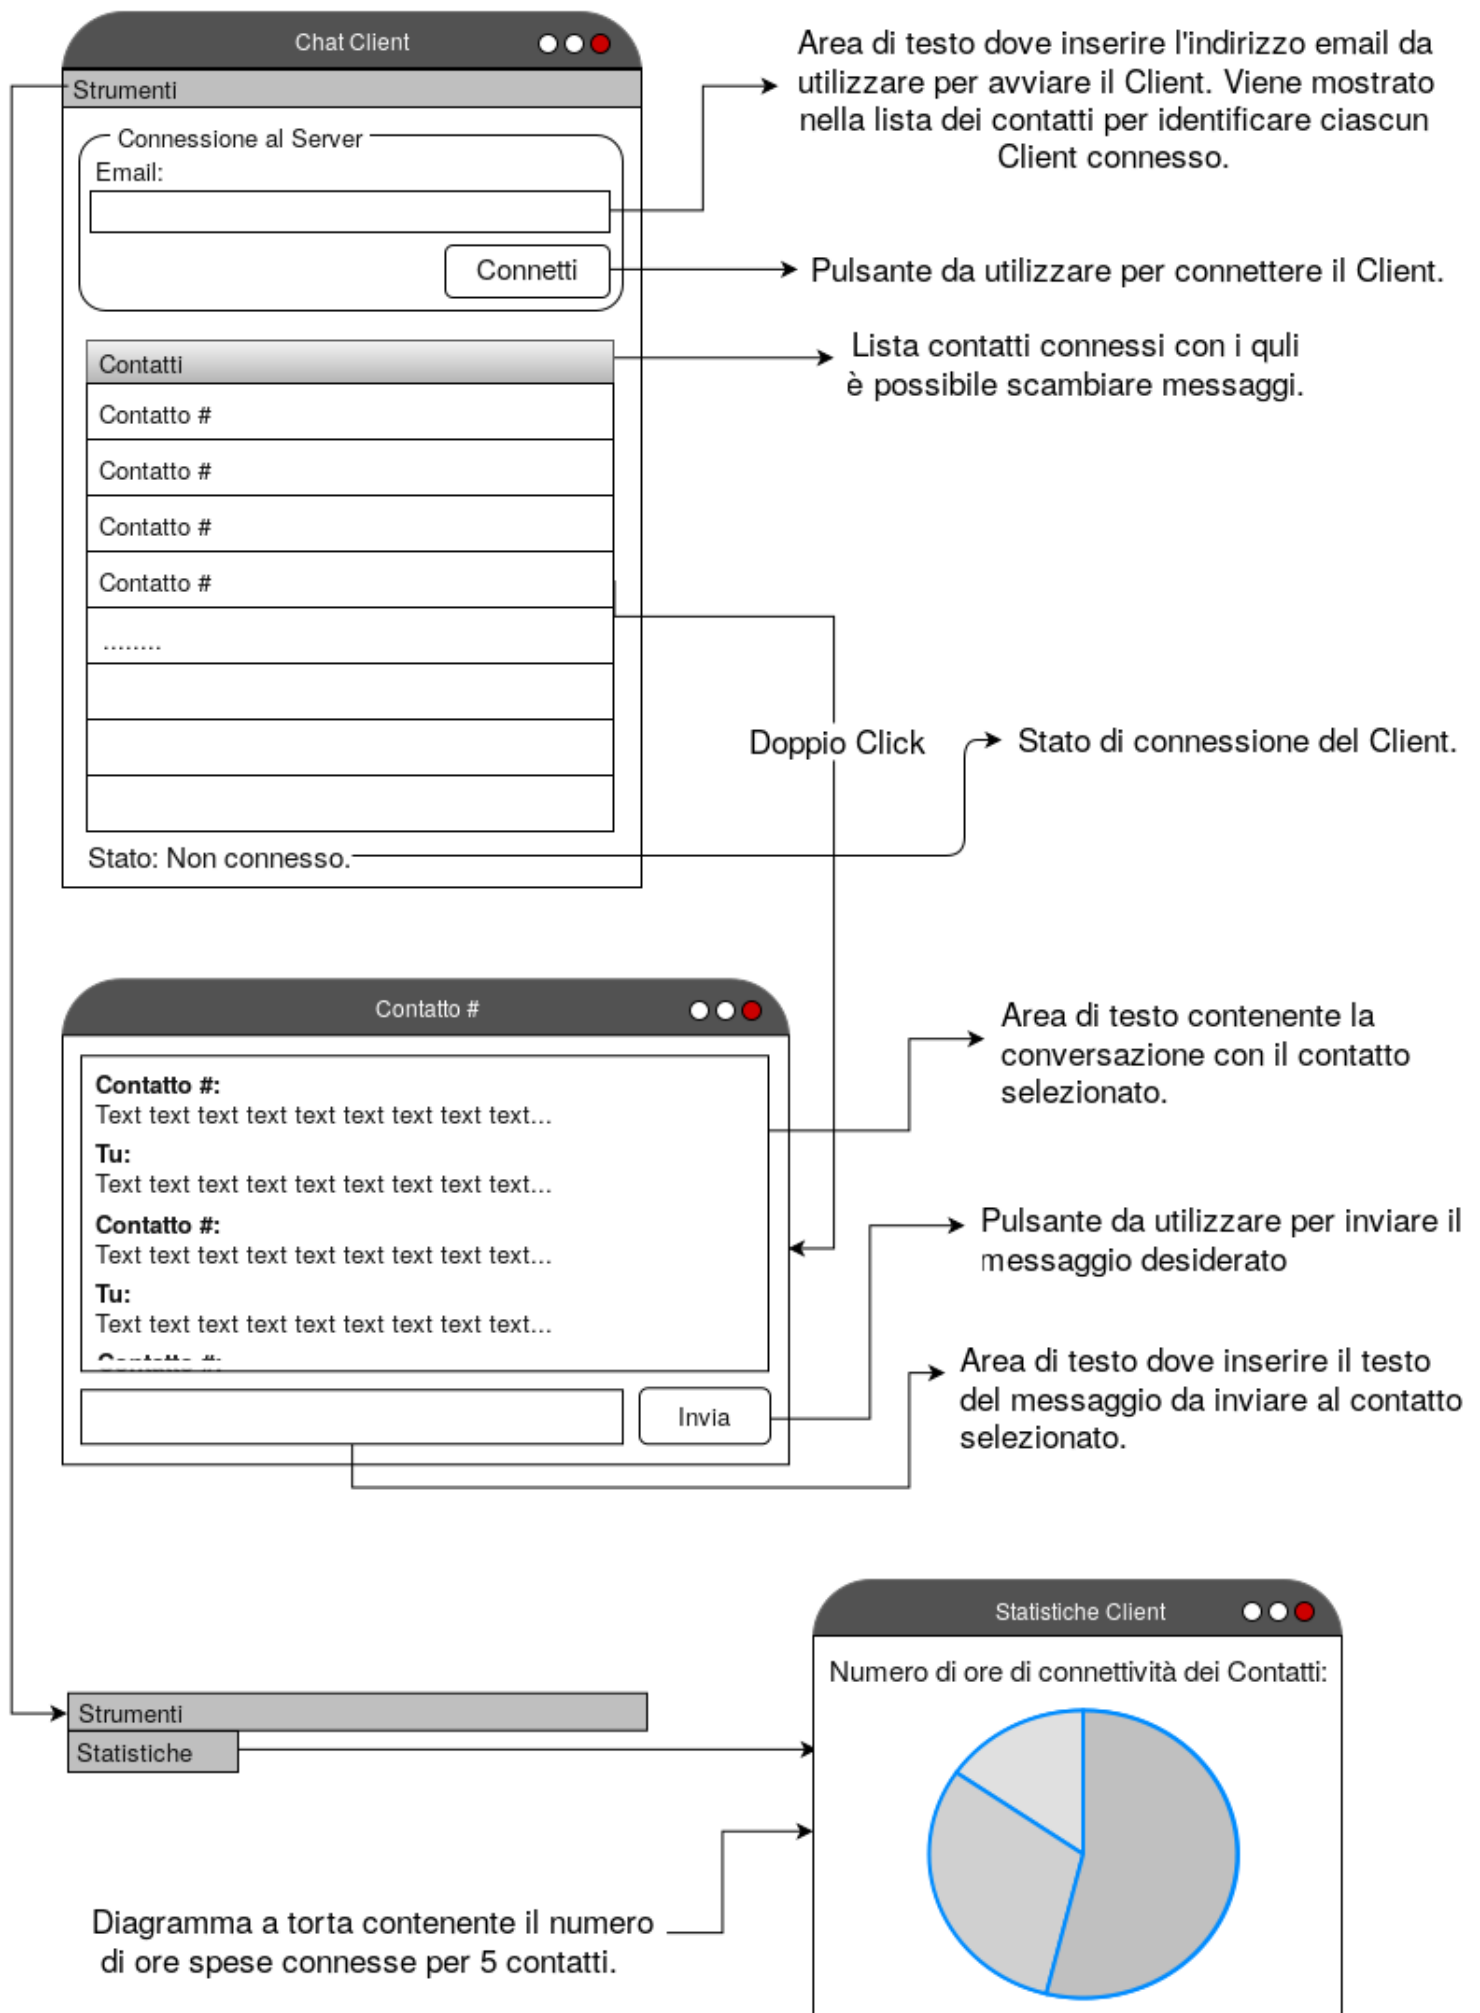 Chat Client
Strumenti
Connessione al Server
Email:
Connetti
Contatti
Contatto #
Contatto #
Contatto #
Contatto #
........
Stato: Non connesso.
Area di testo dove inserire l'indirizzo email da
utilizzare per avviare il Client. Viene mostrato
nella lista dei contatti per identificare ciascun
Client connesso.
Pulsante da utilizzare per connettere il Client.
Lista contatti connessi con i quli
è possibile scambiare messaggi.
Doppio Click
Stato di connessione del Client.
Contatto #
Contatto #:
Text text text text text text text text text...
Tu:
Text text text text text text text text text...
Contatto #:
Text text text text text text text text text...
Tu:
Text text text text text text text text text...
Contatto #:
Invia
Area di testo contenente la
conversazione con il contatto
selezionato.
Pulsante da utilizzare per inviare il
messaggio desiderato
Area di testo dove inserire il testo
del messaggio da inviare al contatto
selezionato.
Strumenti
Statistiche
Statistiche Client
Numero di ore di connettività dei Contatti:
Diagramma a torta contenente il numero
di ore spese connesse per 5 contatti.